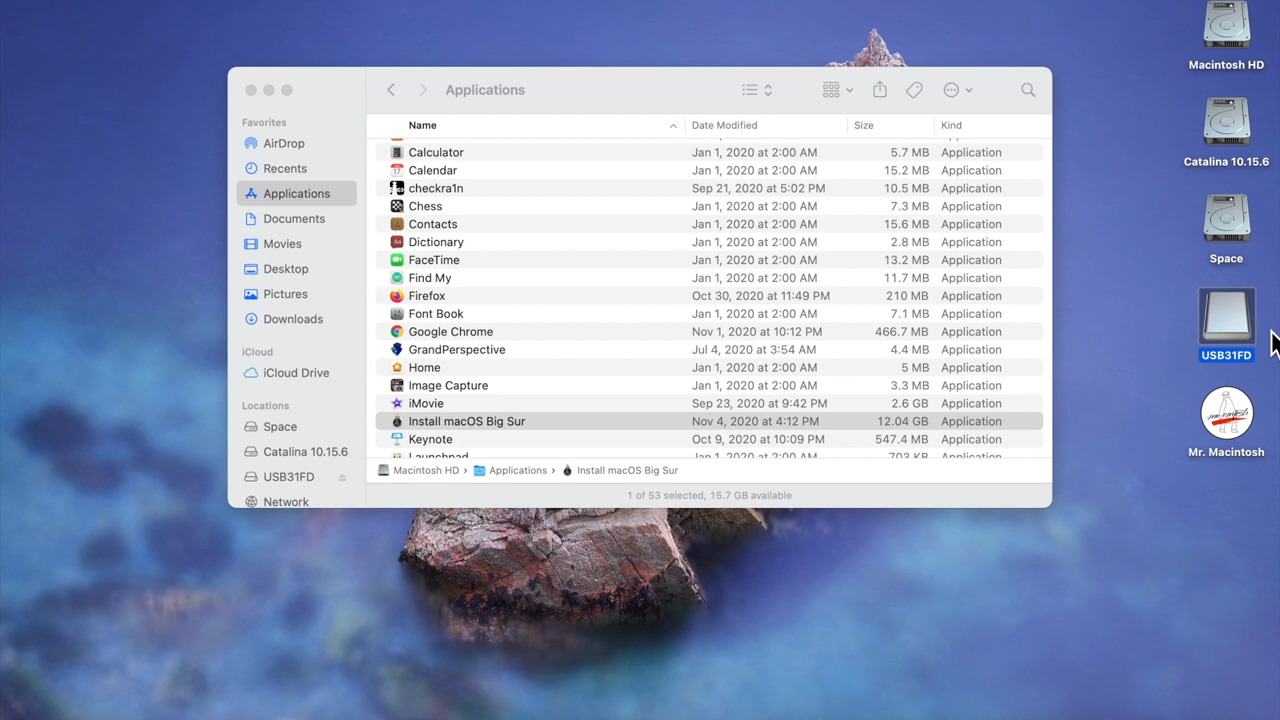 Applications
Name Date Modified Size Kind
Favorites
AirDrop
Recents
Applications
Documents
Movies
Desktop
Pictures
Downloads
iCloud
iCloud Drive
Locations
Space
Catalina 10.15.6
USB31FD
Network
Calculator Jan 1, 2020 at 2:00 AM 5.7 MB Application
Calendar Jan 1, 2020 at 2:00 AM 15.2 MB Application
checkra1n Sep 21, 2020 at 5:02 PM 10.5 MB Application
Chess Jan 1, 2020 at 2:00 AM 7.3 MB Application
Contacts Jan 1, 2020 at 2:00 AM 15.6 MB Application
Dictionary Jan 1, 2020 at 2:00 AM 2.8 MB Application
FaceTime Jan 1, 2020 at 2:00 AM 13.2 MB Application
Find My Jan 1, 2020 at 2:00 AM 11.7 MB Application
Firefox Oct 30, 2020 at 11:49 PM 210 MB Application
Font Book Jan 1, 2020 at 2:00 AM 7.1 MB Application
Google Chrome Nov 1, 2020 at 10:12 PM 466.7 MB Application
GrandPerspective Jul 4, 2020 at 3:54 AM 4.4 MB Application
Home Jan 1, 2020 at 2:00 AM 5 MB Application
Image Capture Jan 1, 2020 at 2:00 AM 3.3 MB Application
iMovie Sep 23, 2020 at 9:42 PM 2.6 GB Application
Install macOS Big Sur Nov 4, 2020 at 4:12 PM 12.04 GB Application
Keynote Oct 9, 2020 at 10:09 PM 547.4 MB Application
Launchpad Jan 1, 2020 at 2:00 AM 703 KB Application
Macintosh HD › Applications › Install macOS Big Sur
1 of 53 selected, 15.7 GB available
Macintosh HD
Catalina 10.15.6
Space
USB31FD
Mr. Macintosh